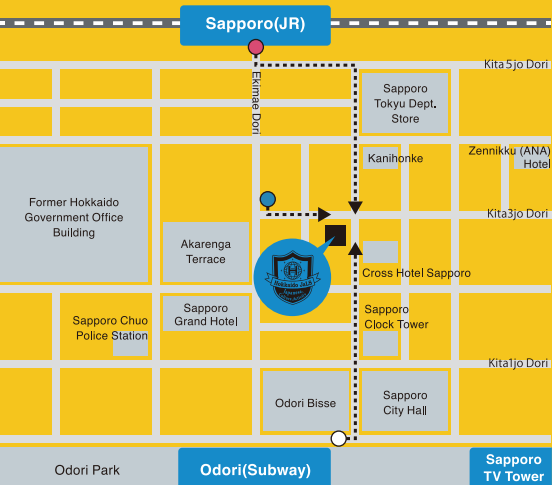 Sapporo(JR)
Kita5jo Dori
Ekimae Dori
Sapporo
Tokyu Dept.
Store
Kanihonke
Zennikku (ANA)
Hotel
Former Hokkaido
Government Office
Building
Kita3jo Dori
Akarenga
Terrace
H
Hokkaido JaLS
Cross Hotel Sapporo
Sapporo
Grand Hotel
Sapporo Chuo
Police Station
Sapporo
Clock Tower
Kita1jo Dori
Odori Bisse
Sapporo
City Hall
Odori Park
Odori(Subway)
Sapporo
TV Tower